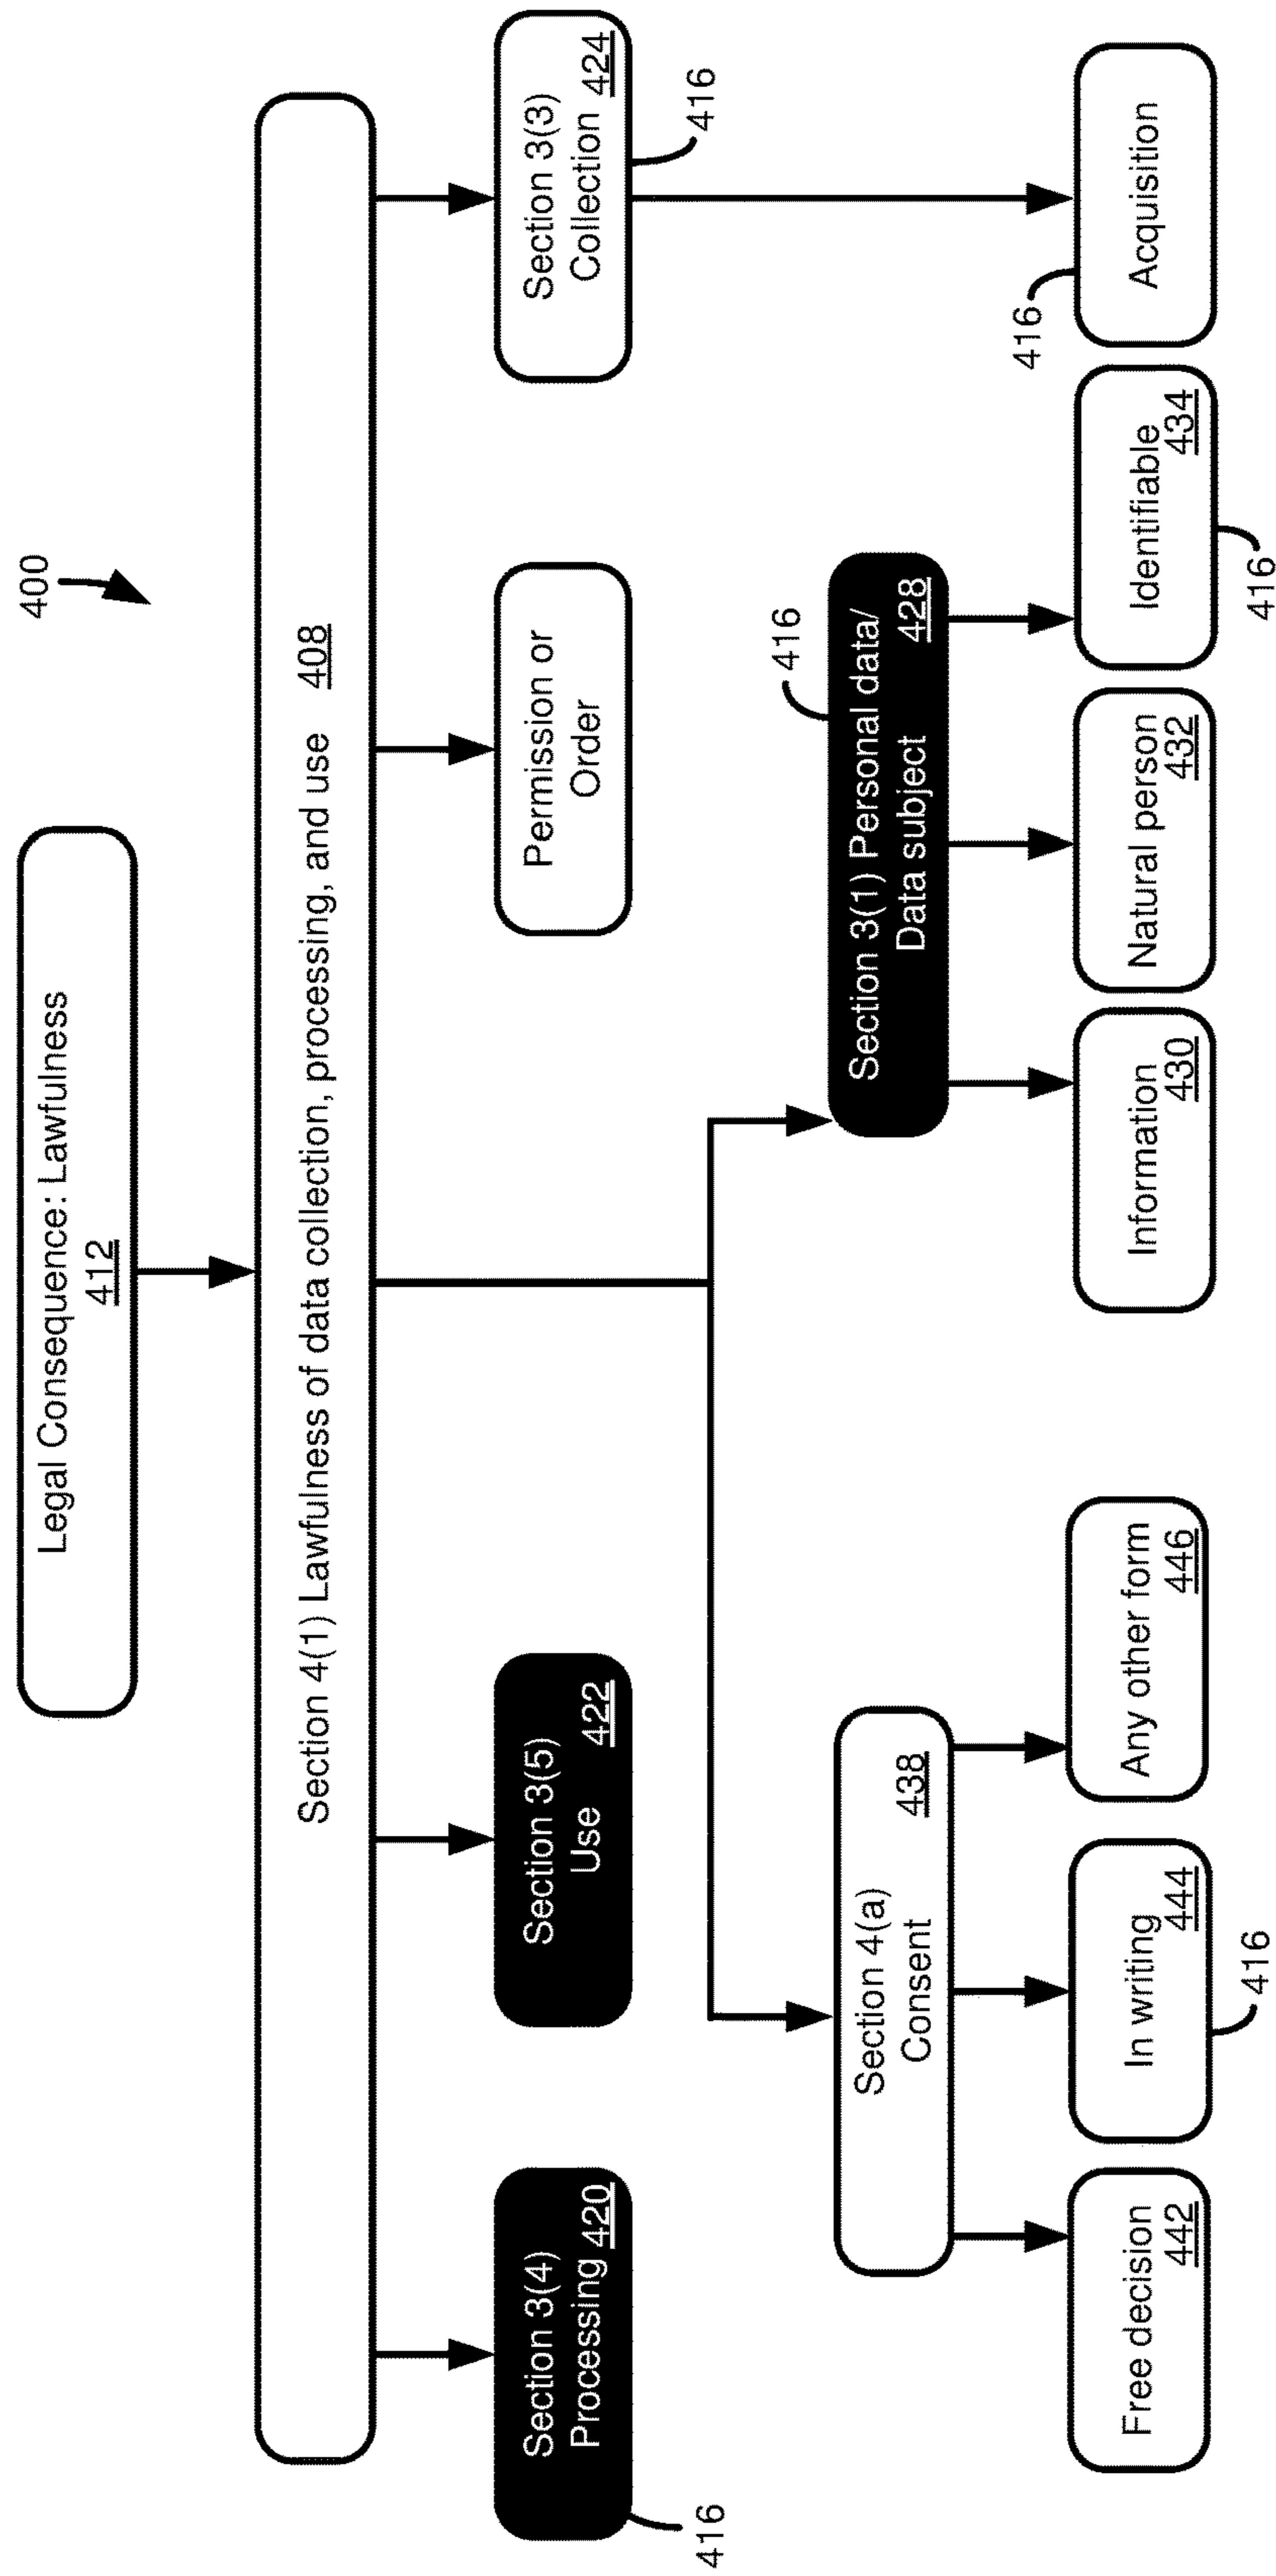 400
Legal Consequence: Lawfulness
412
Section 4(1) Lawfulness of data collection, processing, and use 408
Section 3(4)
Processing 420
416
Section 3(5)
Use 422
Permission or
Order
Section 3(3)
Collection 424
416
Section 4(a)
Consent 438
416
Section 3(1) Personal data/
Data subject 428
Free decision
442
In writing
444
416
Any other form
446
Information
430
Natural person
432
Identifiable
434
416
416
Acquisition